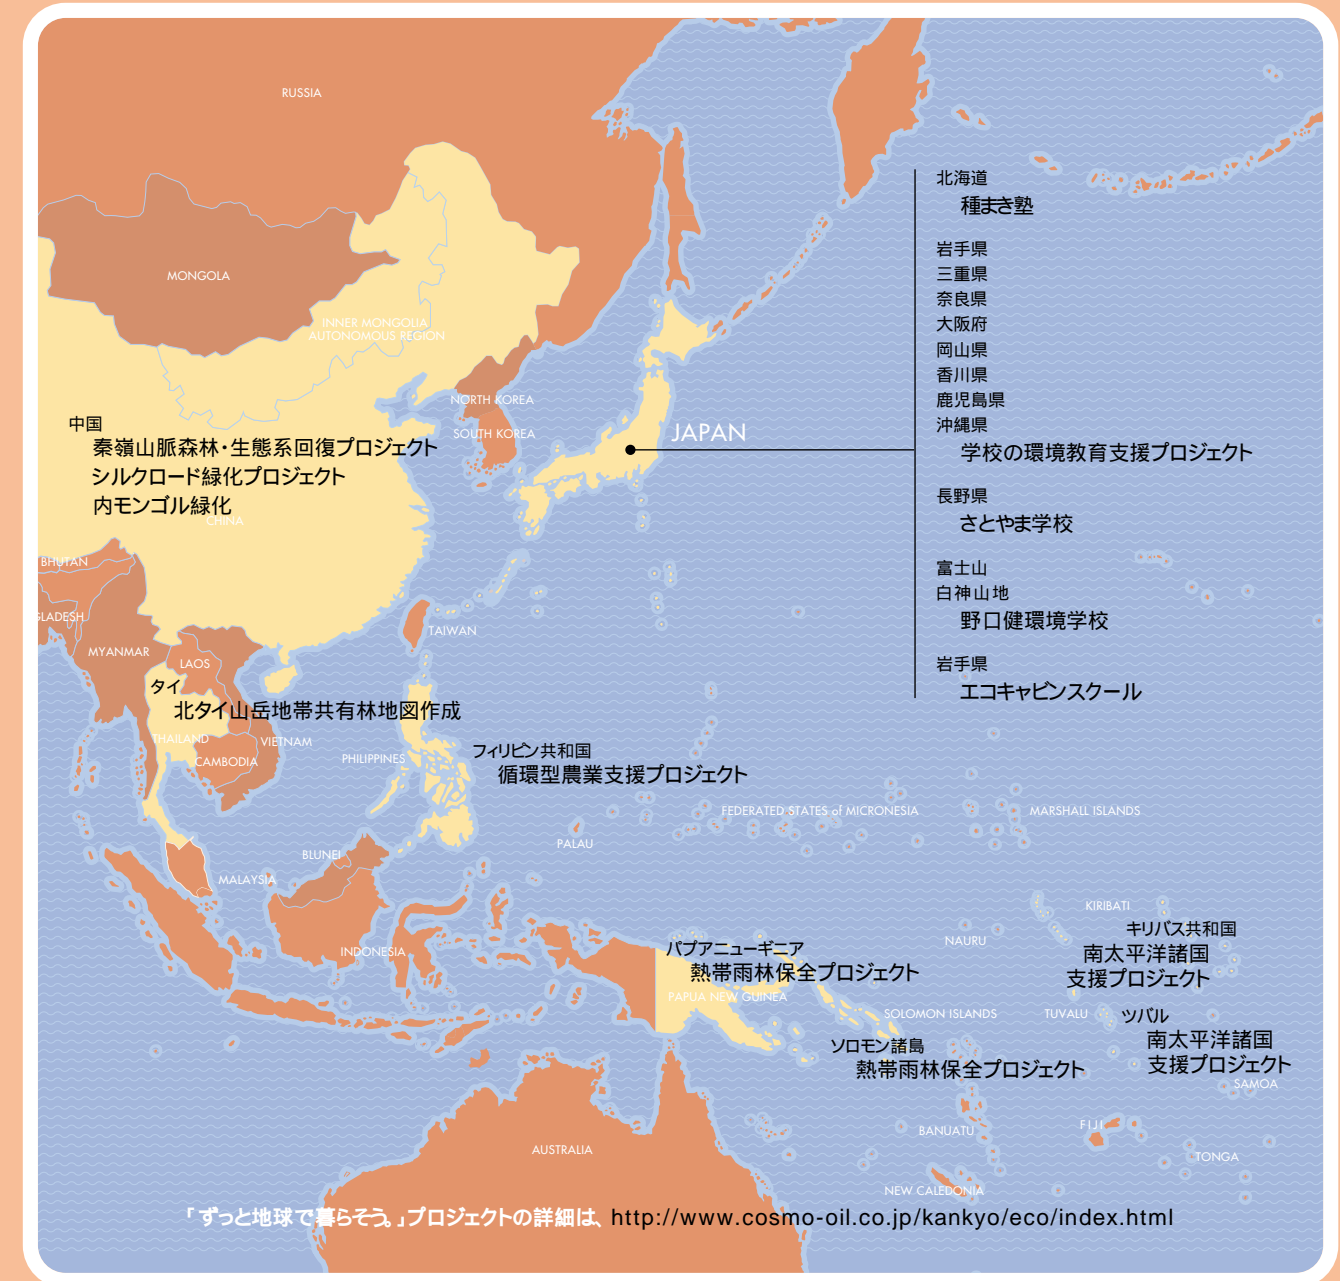 RUSSIA
MONGOLA
INNER MONGOLIA
AUTONOMOUS REGION
NORTH KOREA
SOUTH KOREA
JAPAN
北海道
種まき塾
岩手県
三重県
奈良県
大阪府
岡山県
香川県
鹿児島県
沖縄県
学校の環境教育支援プロジェクト
長野県
さとやま学校
富士山
白神山地
野口健環境学校
岩手県
エコキャビンスクール
中国
秦嶺山脈森林・生態系回復プロジェクト
シルクロード緑化プロジェクト
内モンゴル緑化
CHINA
BHUTAN
GLADESH
MYANMAR
LAOS
TAIWAN
タイ
北タイ山岳地帯共有林地図作成
THAILAND
VIETNAM
CAMBODIA
PHILIPPINES
フィリピン共和国
循環型農業支援プロジェクト
FEDERATED STATES of MICRONESIA
MARSHALL ISLANDS
PALAU
BLUNEI
MALAYSIA
INDONESIA
KIRIBATI
キリバス共和国
南太平洋諸国
支援プロジェクト
NAURU
パプアニューギニア
熱帯雨林保全プロジェクト
PAPUA NEW GUINEA
SOLOMON ISLANDS
ソロモン諸島
熱帯雨林保全プロジェクト
TUVALU
ツバル
南太平洋諸国
支援プロジェクト
SAMOA
BANUATU
FIJI
TONGA
NEW CALEDONIA
AUSTRALIA
「ずっと地球で暮らそう。」プロジェクトの詳細は、http://www.cosmo-oil.co.jp/kankyo/eco/index.html